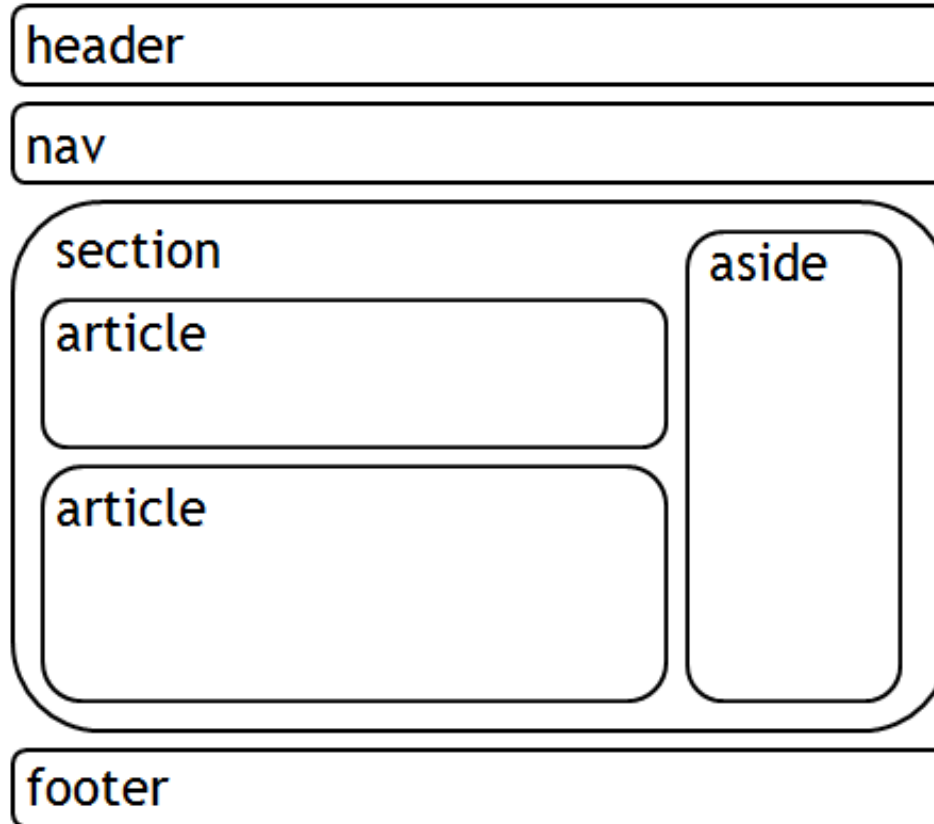 header
nav
section
aside
article
article
footer